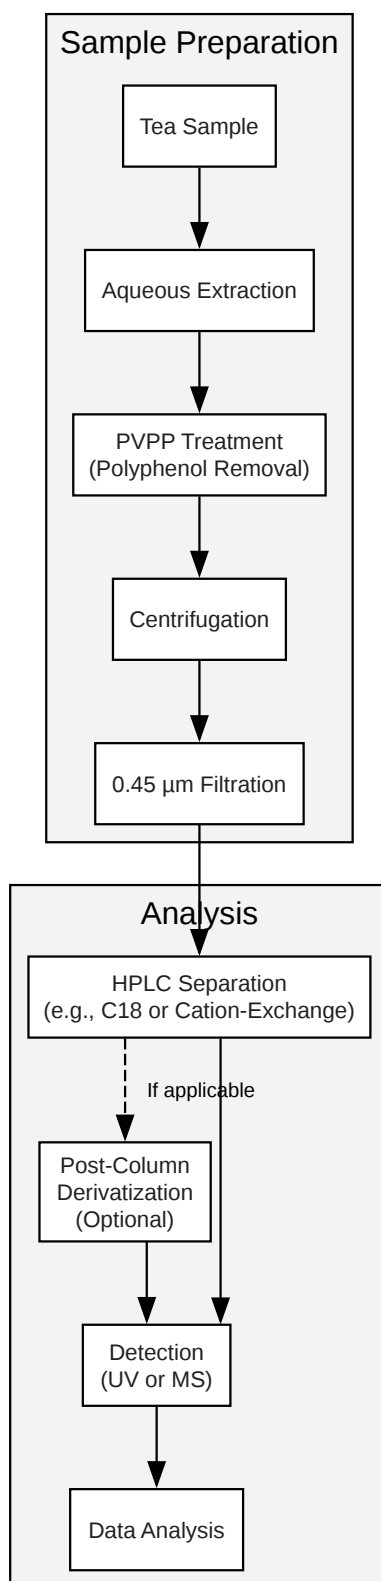 Sample Preparation
Tea Sample
Aqueous Extraction
PVPP Treatment
(Polyphenol Removal)
Centrifugation
0.45 µm Filtration
Analysis
HPLC Separation
(e.g., C18 or Cation-Exchange)
If applicable
Post-Column
Derivatization
(Optional)
Detection
(UV or MS)
Data Analysis